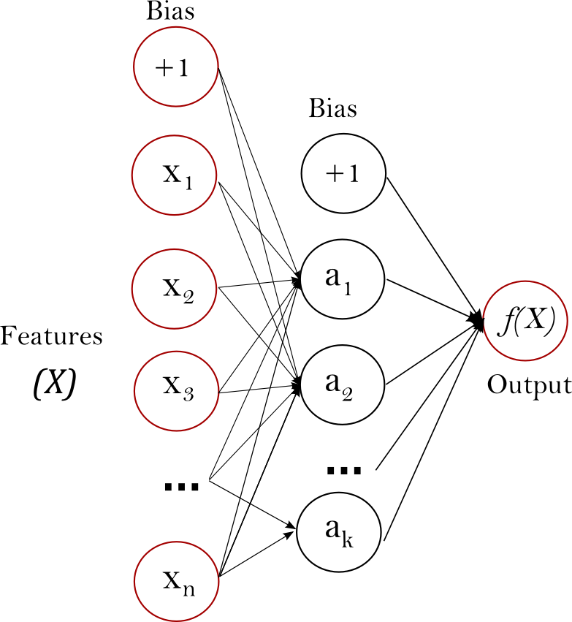 Bias
+1
Bias
x₁
+1
x₂
a₁
Features
(X)
f(X)
x₃
a₂
Output
...
...
aₖ
xₙ